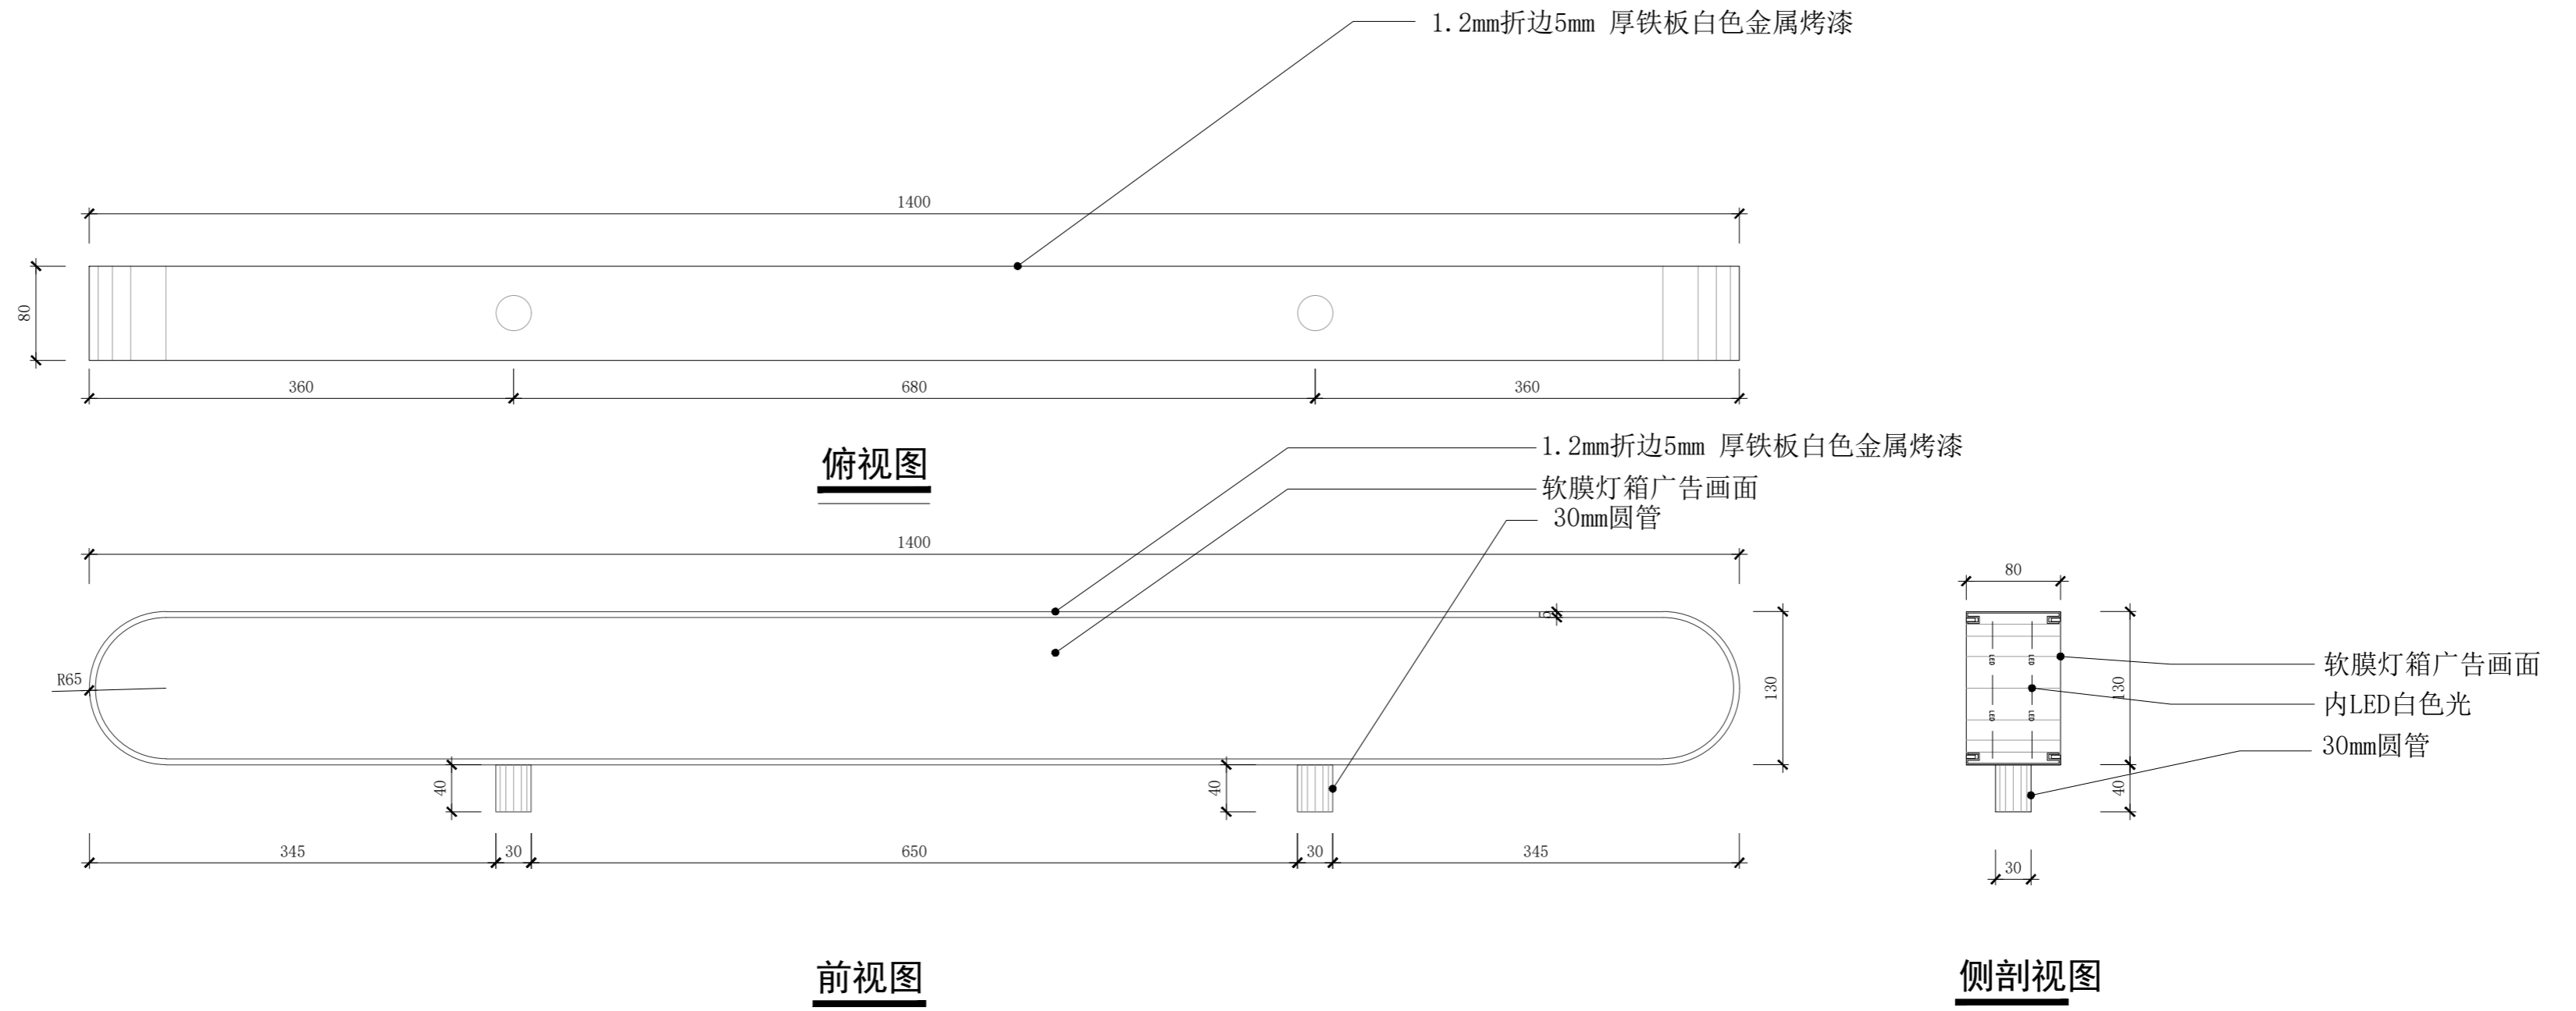 1.2mm折边5mm 厚铁板白色金属烤漆
1400
80
360 680 360
俯视图
1.2mm折边5mm 厚铁板白色金属烤漆
软膜灯箱广告画面
30mm圆管
1400
5
R65
130
40
40
345 30 650 30 345
前视图
80
LED LED
LED LED
130
40
30
软膜灯箱广告画面
内LED白色光
30mm圆管
侧剖视图